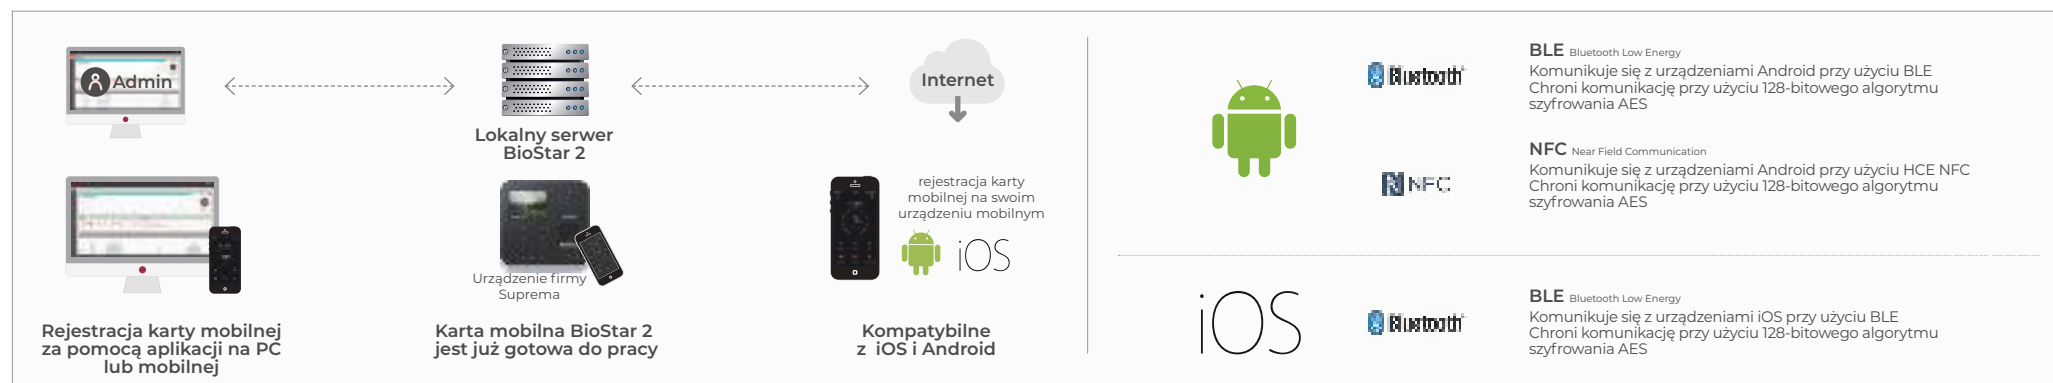 Admin
Lokalny serwer
BioStar 2
Internet
rejestracja karty
mobilnej na swoim
urządzeniu mobilnym
iOS
Urządzenie firmy
Suprema
Rejestracja karty mobilnej
za pomocą aplikacji na PC
lub mobilnej
Karta mobilna BioStar 2
jest już gotowa do pracy
Kompatybilne
z iOS i Android
Bluetooth
BLE Bluetooth Low Energy
Komunikuje się z urządzeniami Android przy użyciu BLE
Chroni komunikację przy użyciu 128-bitowego algorytmu
szyfrowania AES
NFC
NFC Near Field Communication
Komunikuje się z urządzeniami Android przy użyciu HCE NFC
Chroni komunikację przy użyciu 128-bitowego algorytmu
szyfrowania AES
iOS
Bluetooth
BLE Bluetooth Low Energy
Komunikuje się z urządzeniami iOS przy użyciu BLE
Chroni komunikację przy użyciu 128-bitowego algorytmu
szyfrowania AES